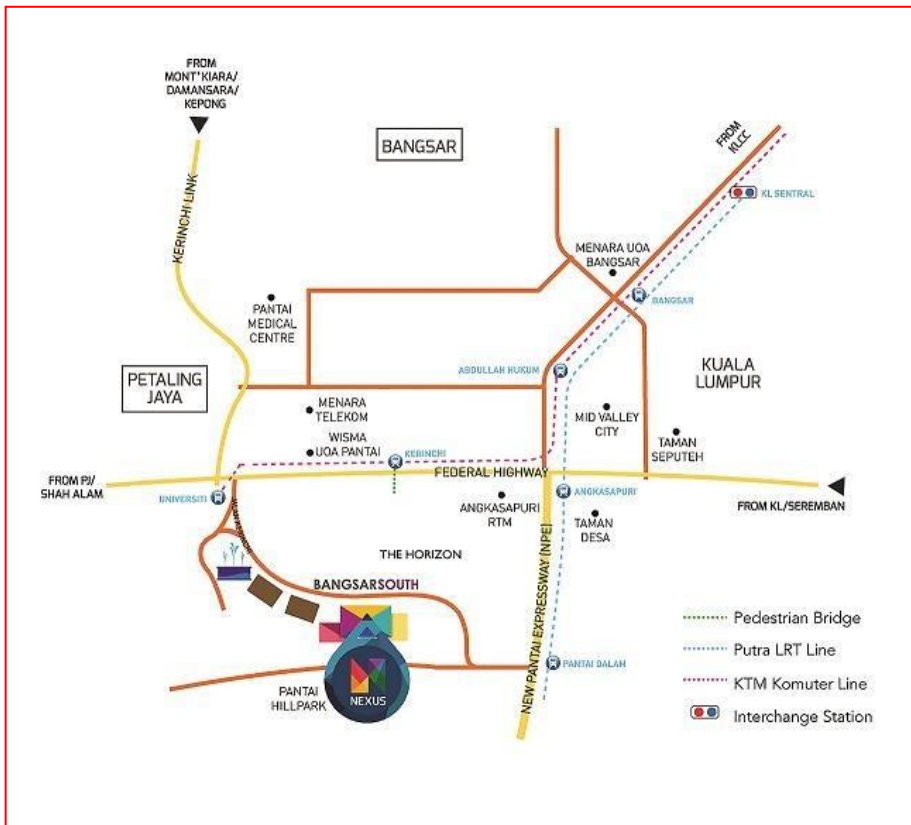 FROM
MONT'KIARA/
DAMANSARA/
KEPONG
BANGSAR
FROM
KLCC
KL SENTRAL
KERINCHI LINK
MENARA UOA
BANGSAR
BANGSAR
PANTAI
MEDICAL
CENTRE
ABDULLAH HUKUM
KUALA
LUMPUR
PETALING
JAYA
MENARA
TELEKOM
MID VALLEY
CITY
WISMA
UOA PANTAI
TAMAN
SEPUTEH
KERINCHI
FEDERAL HIGHWAY
FROM PJ/
SHAH ALAM
UNIVERSITI
ANGKASAPURI
FROM KL/SEREMBAN
ANGKASAPURI
RTM
TAMAN
DESA
THE HORIZON
BANGSARSOUTH
NEW PANTAI EXPRESSWAY (NPE)
PANTAI DALAM
PANTAI
HILLPARK
NEXUS
Pedestrian Bridge
Putra LRT Line
KTM Komuter Line
Interchange Station